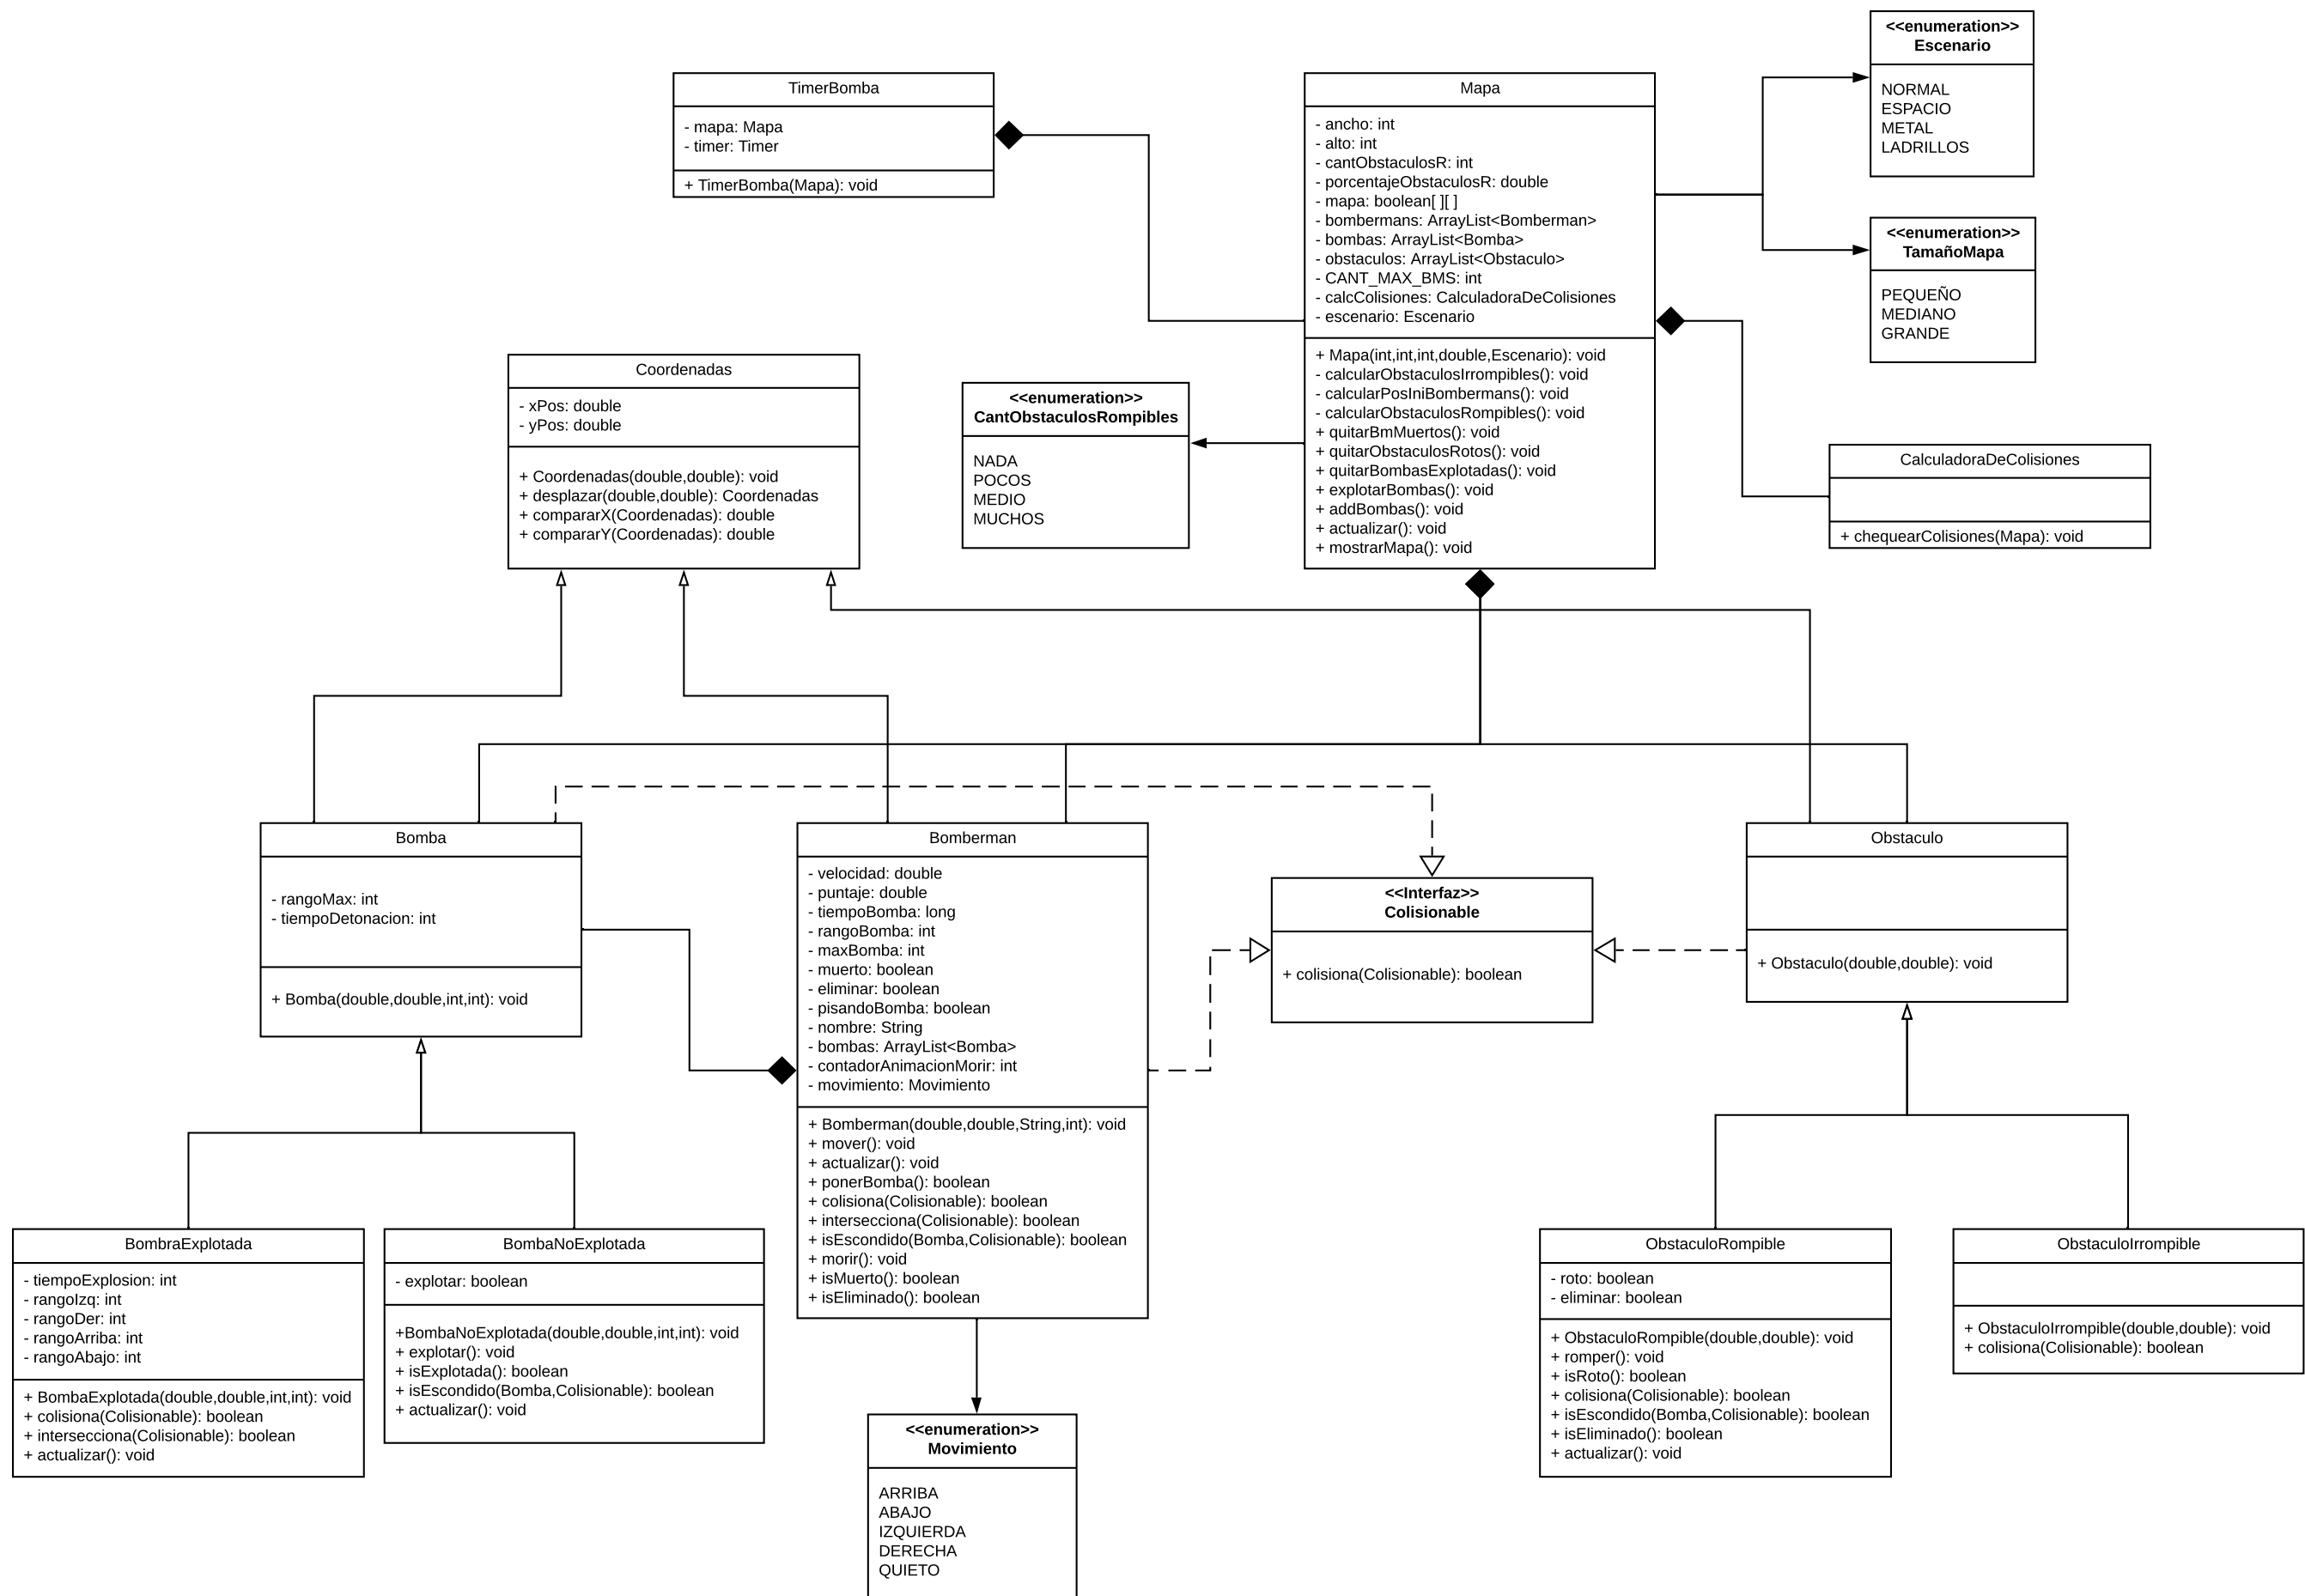 <<enumeration>>
Escenario
NORMAL
ESPACIO
METAL
LADRILLOS
TimerBomba
- mapa: Mapa
- timer: Timer
+ TimerBomba(Mapa): void
Mapa
- ancho: int
- alto: int
- cantObstaculosR: int
- porcentajeObstaculosR: double
- mapa: boolean[ ][ ]
- bombermans: ArrayList<Bomberman>
- bombas: ArrayList<Bomba>
- obstaculos: ArrayList<Obstaculo>
- CANT_MAX_BMS: int
- calcColisiones: CalculadoraDeColisiones
- escenario: Escenario
+ Mapa(int,int,int,double,Escenario): void
- calcularObstaculosIrrompibles(): void
- calcularPosIniBombermans(): void
- calcularObstaculosRompibles(): void
+ quitarBmMuertos(): void
+ quitarObstaculosRotos(): void
+ quitarBombasExplotadas(): void
+ explotarBombas(): void
+ addBombas(): void
+ actualizar(): void
+ mostrarMapa(): void
<<enumeration>>
TamañoMapa
PEQUEÑO
MEDIANO
GRANDE
Coordenadas
- xPos: double
- yPos: double
+ Coordenadas(double,double): void
+ desplazar(double,double): Coordenadas
+ compararX(Coordenadas): double
+ compararY(Coordenadas): double
<<enumeration>>
CantObstaculosRompibles
NADA
POCOS
MEDIO
MUCHOS
CalculadoraDeColisiones
+ chequearColisiones(Mapa): void
Bomba
- rangoMax: int
- tiempoDetonacion: int
+ Bomba(double,double,int,int): void
Bomberman
- velocidad: double
- puntaje: double
- tiempoBomba: long
- rangoBomba: int
- maxBomba: int
- muerto: boolean
- eliminar: boolean
- pisandoBomba: boolean
- nombre: String
- bombas: ArrayList<Bomba>
- contadorAnimacionMorir: int
- movimiento: Movimiento
+ Bomberman(double,double,String,int): void
+ mover(): void
+ actualizar(): void
+ ponerBomba(): boolean
+ colisiona(Colisionable): boolean
+ intersecciona(Colisionable): boolean
+ isEscondido(Bomba,Colisionable): boolean
+ morir(): void
+ isMuerto(): boolean
+ isEliminado(): boolean
<<Interfaz>>
Colisionable
+ colisiona(Colisionable): boolean
Obstaculo
+ Obstaculo(double,double): void
BombraExplotada
- tiempoExplosion: int
- rangoIzq: int
- rangoDer: int
- rangoArriba: int
- rangoAbajo: int
+ BombaExplotada(double,double,int,int): void
+ colisiona(Colisionable): boolean
+ intersecciona(Colisionable): boolean
+ actualizar(): void
BombaNoExplotada
- explotar: boolean
+BombaNoExplotada(double,double,int,int): void
+ explotar(): void
+ isExplotada(): boolean
+ isEscondido(Bomba,Colisionable): boolean
+ actualizar(): void
ObstaculoRompible
- roto: boolean
- eliminar: boolean
+ ObstaculoRompible(double,double): void
+ romper(): void
+ isRoto(): boolean
+ colisiona(Colisionable): boolean
+ isEscondido(Bomba,Colisionable): boolean
+ isEliminado(): boolean
+ actualizar(): void
ObstaculoIrrompible
+ ObstaculoIrrompible(double,double): void
+ colisiona(Colisionable): boolean
<<enumeration>>
Movimiento
ARRIBA
ABAJO
IZQUIERDA
DERECHA
QUIETO